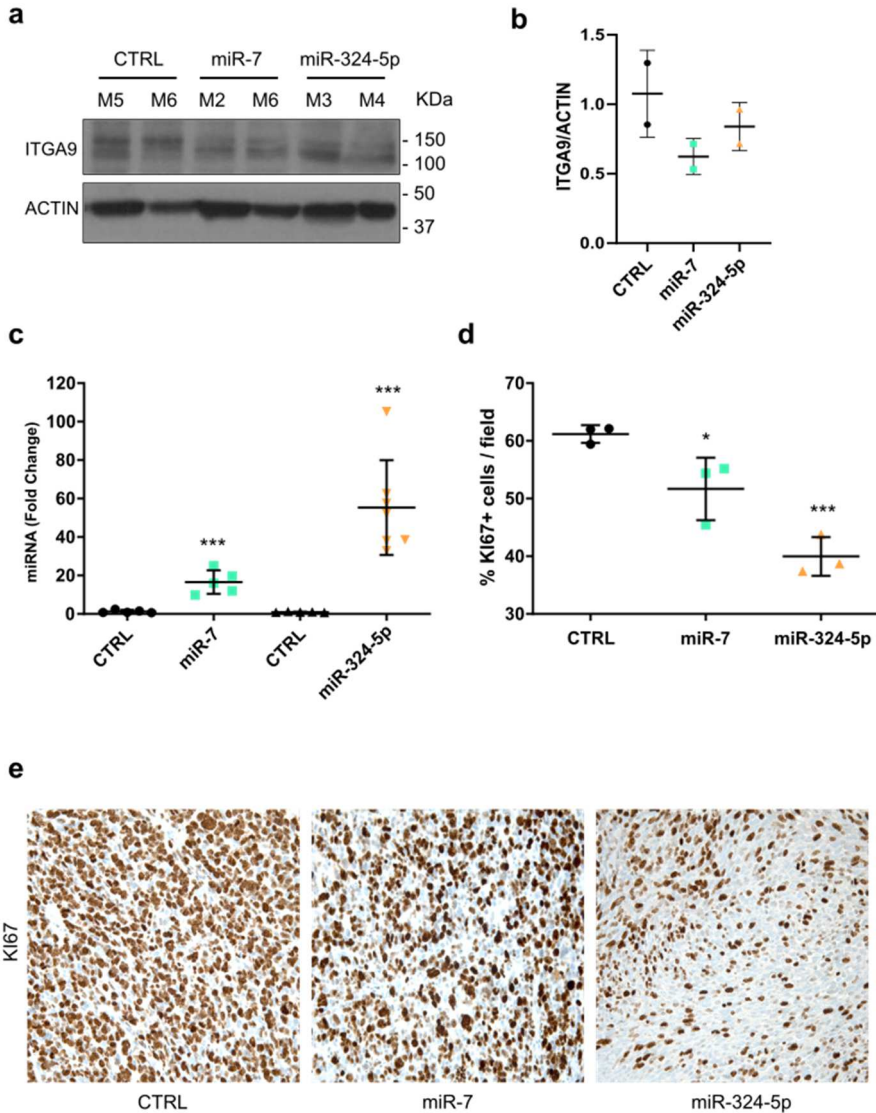 a
CTRL miR-7 miR-324-5p
M5 M6 M2 M6 M3 M4 KDa
ITGA9
- 150
- 100
ACTIN
- 50
- 37
b
ITGA9/ACTIN
1.5
1.0
0.5
0.0
CTRL
miR-7
miR-324-5p
c
miRNA (Fold Change)
120
100
80
60
40
20
0
***
***
CTRL
miR-7
CTRL
miR-324-5p
d
% KI67+ cells / field
70
60
50
40
30
*
***
CTRL miR-7 miR-324-5p
e
KI67
CTRL miR-7 miR-324-5p